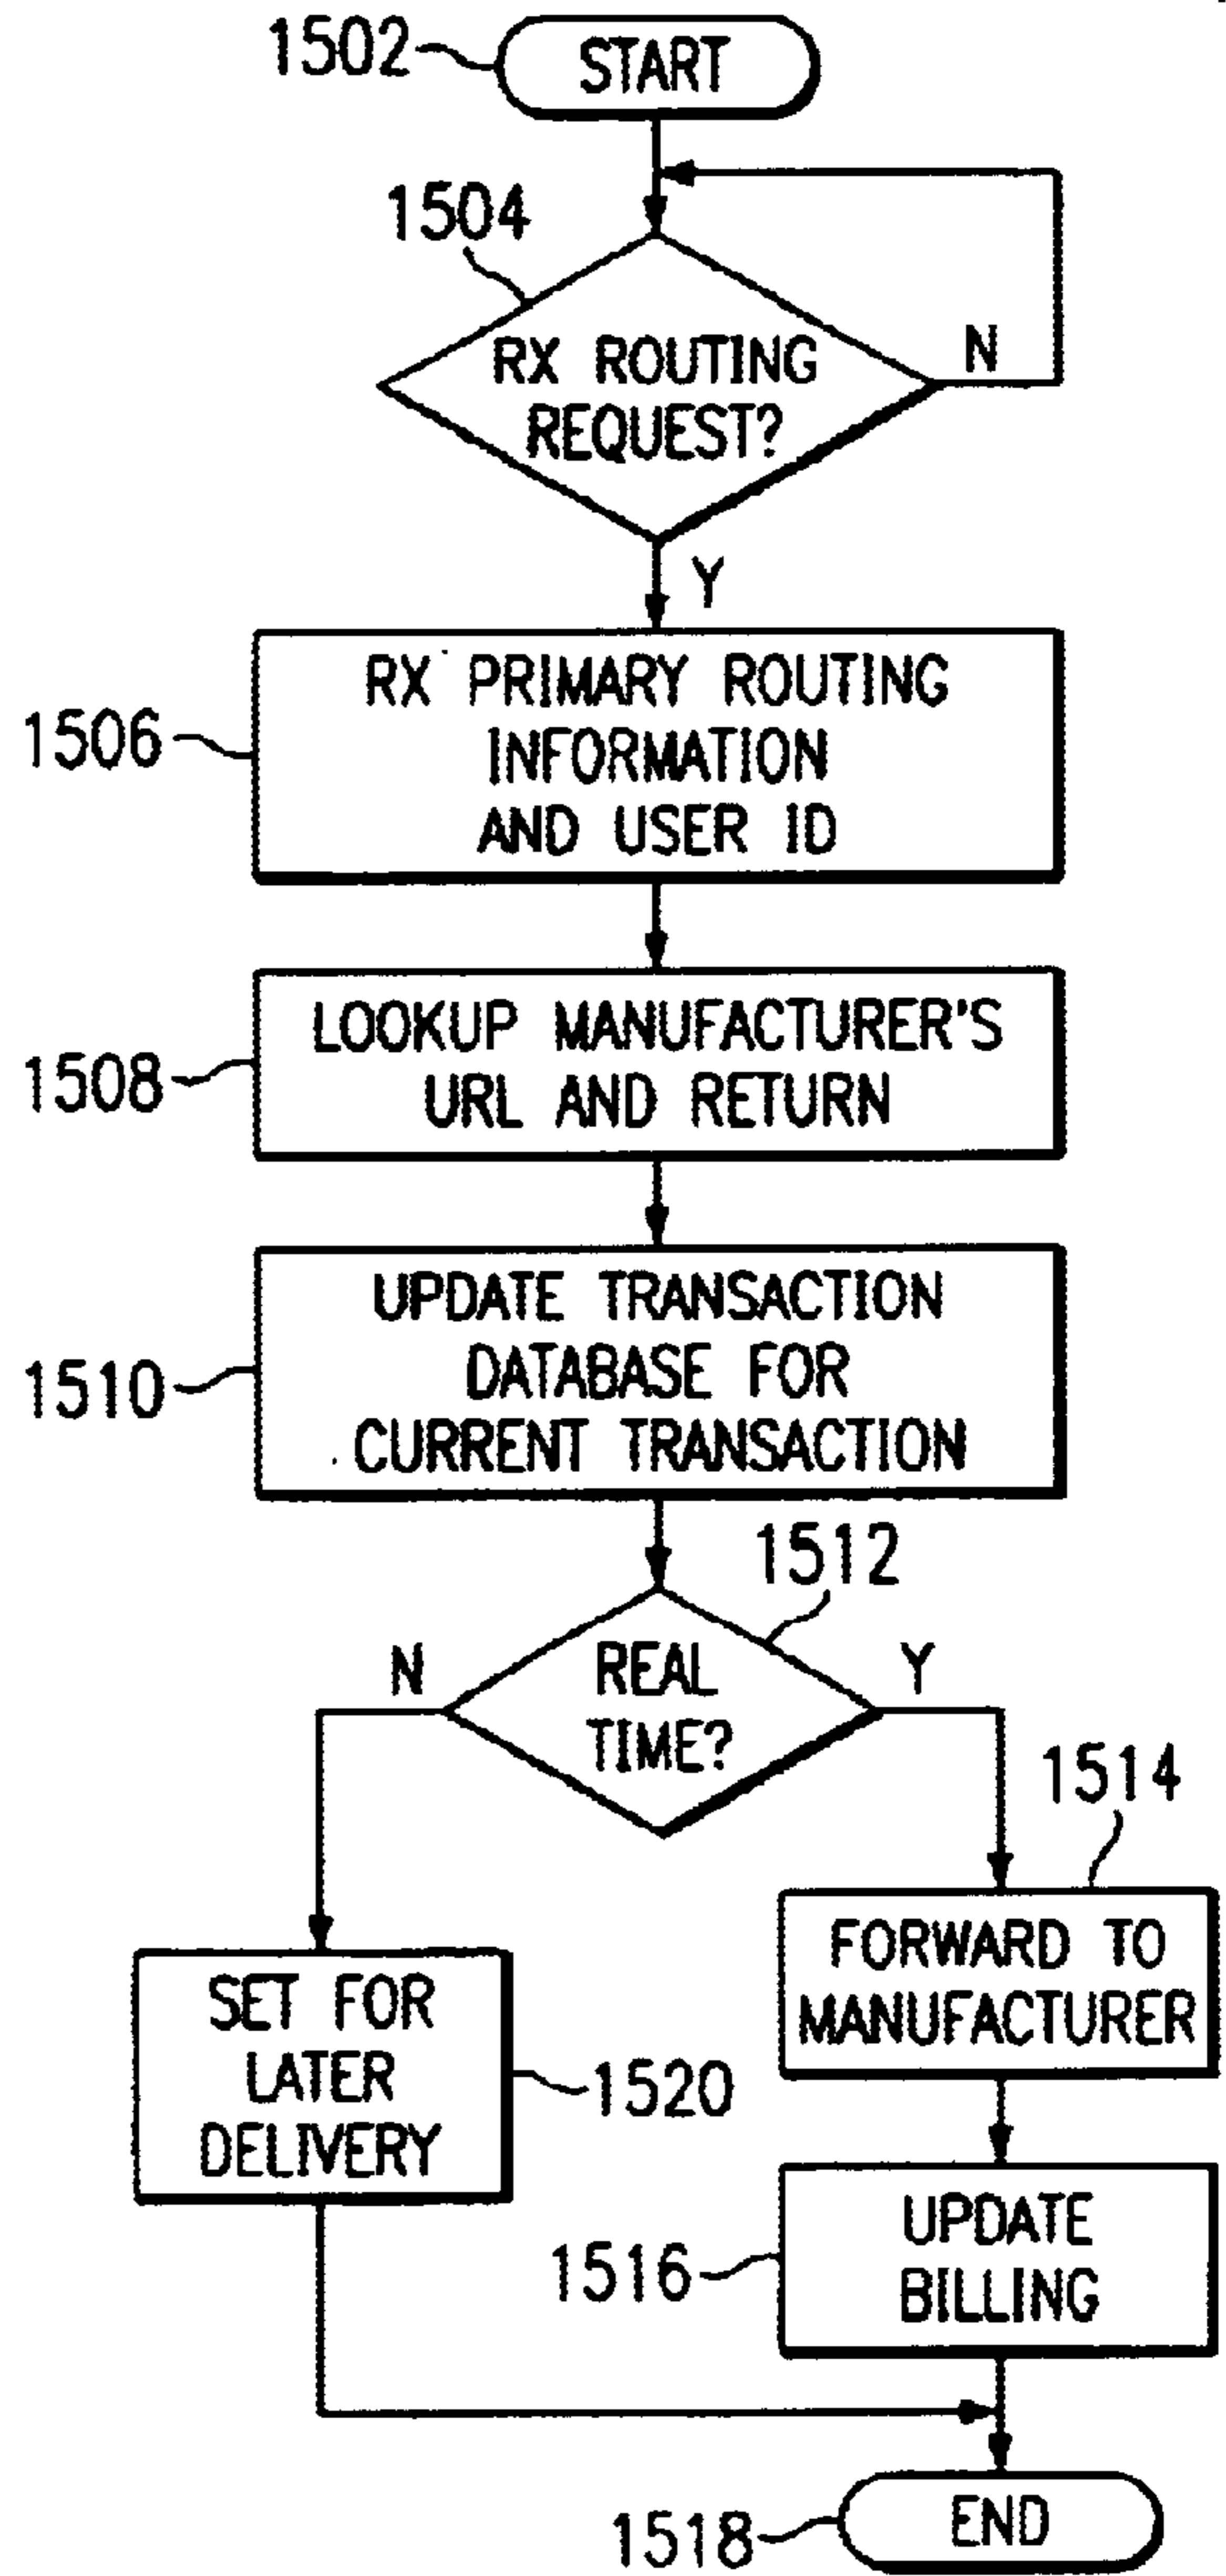 1502
START
1504
RX ROUTING
REQUEST?
N
Y
RX PRIMARY ROUTING
INFORMATION
AND USER ID
1506
LOOKUP MANUFACTURER'S
URL AND RETURN
1508
UPDATE TRANSACTION
DATABASE FOR
CURRENT TRANSACTION
1510
1512
N
REAL
TIME?
Y
1514
FORWARD TO
MANUFACTURER
SET FOR
LATER
DELIVERY
1520
UPDATE
BILLING
1516
END
1518